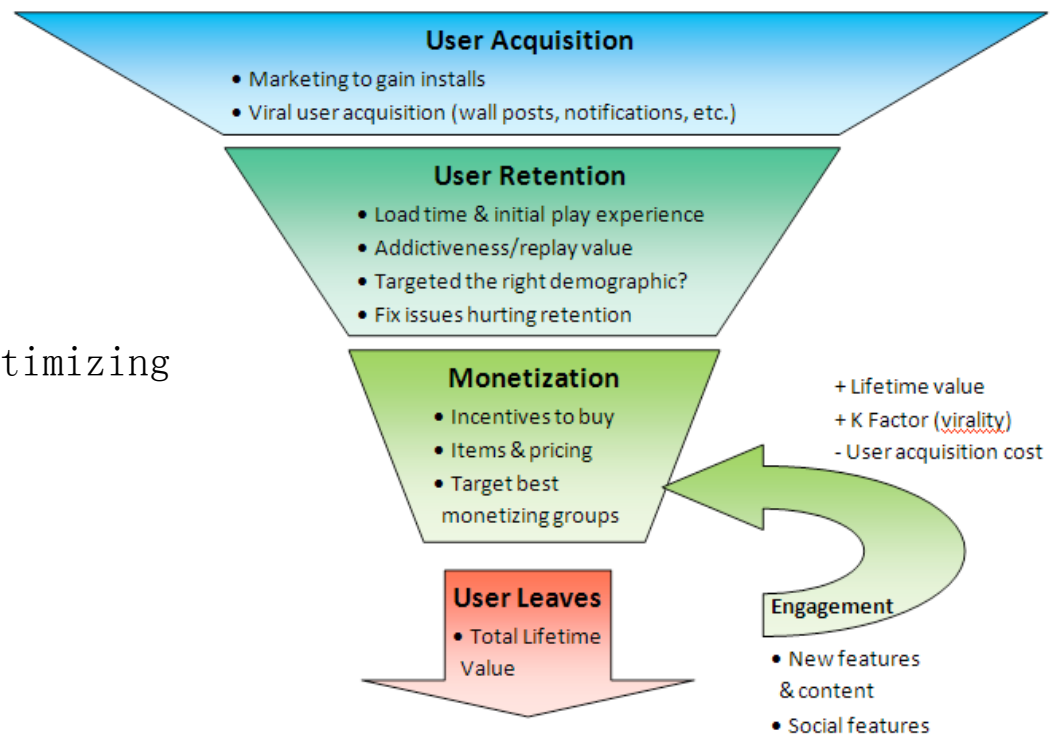 User Acquisition
• Marketing to gain installs
• Viral user acquisition (wall posts, notifications, etc.)
User Retention
• Load time & initial play experience
• Addictiveness/replay value
• Targeted the right demographic?
• Fix issues hurting retention
timizing
Monetization
• Incentives to buy
• Items & pricing
• Target best
monetizing groups
+ Lifetime value
+ K Factor (virality)
- User acquisition cost
User Leaves
• Total Lifetime
Value
Engagement
• New features
& content
• Social features